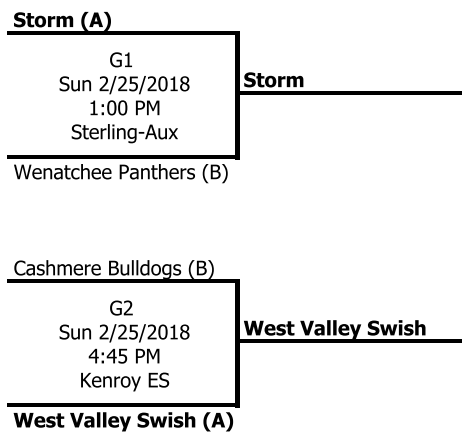 Storm (A)
G1
Sun 2/25/2018
1:00 PM
Sterling-Aux
Storm
Wenatchee Panthers (B)
Cashmere Bulldogs (B)
G2
Sun 2/25/2018
4:45 PM
Kenroy ES
West Valley Swish
West Valley Swish (A)